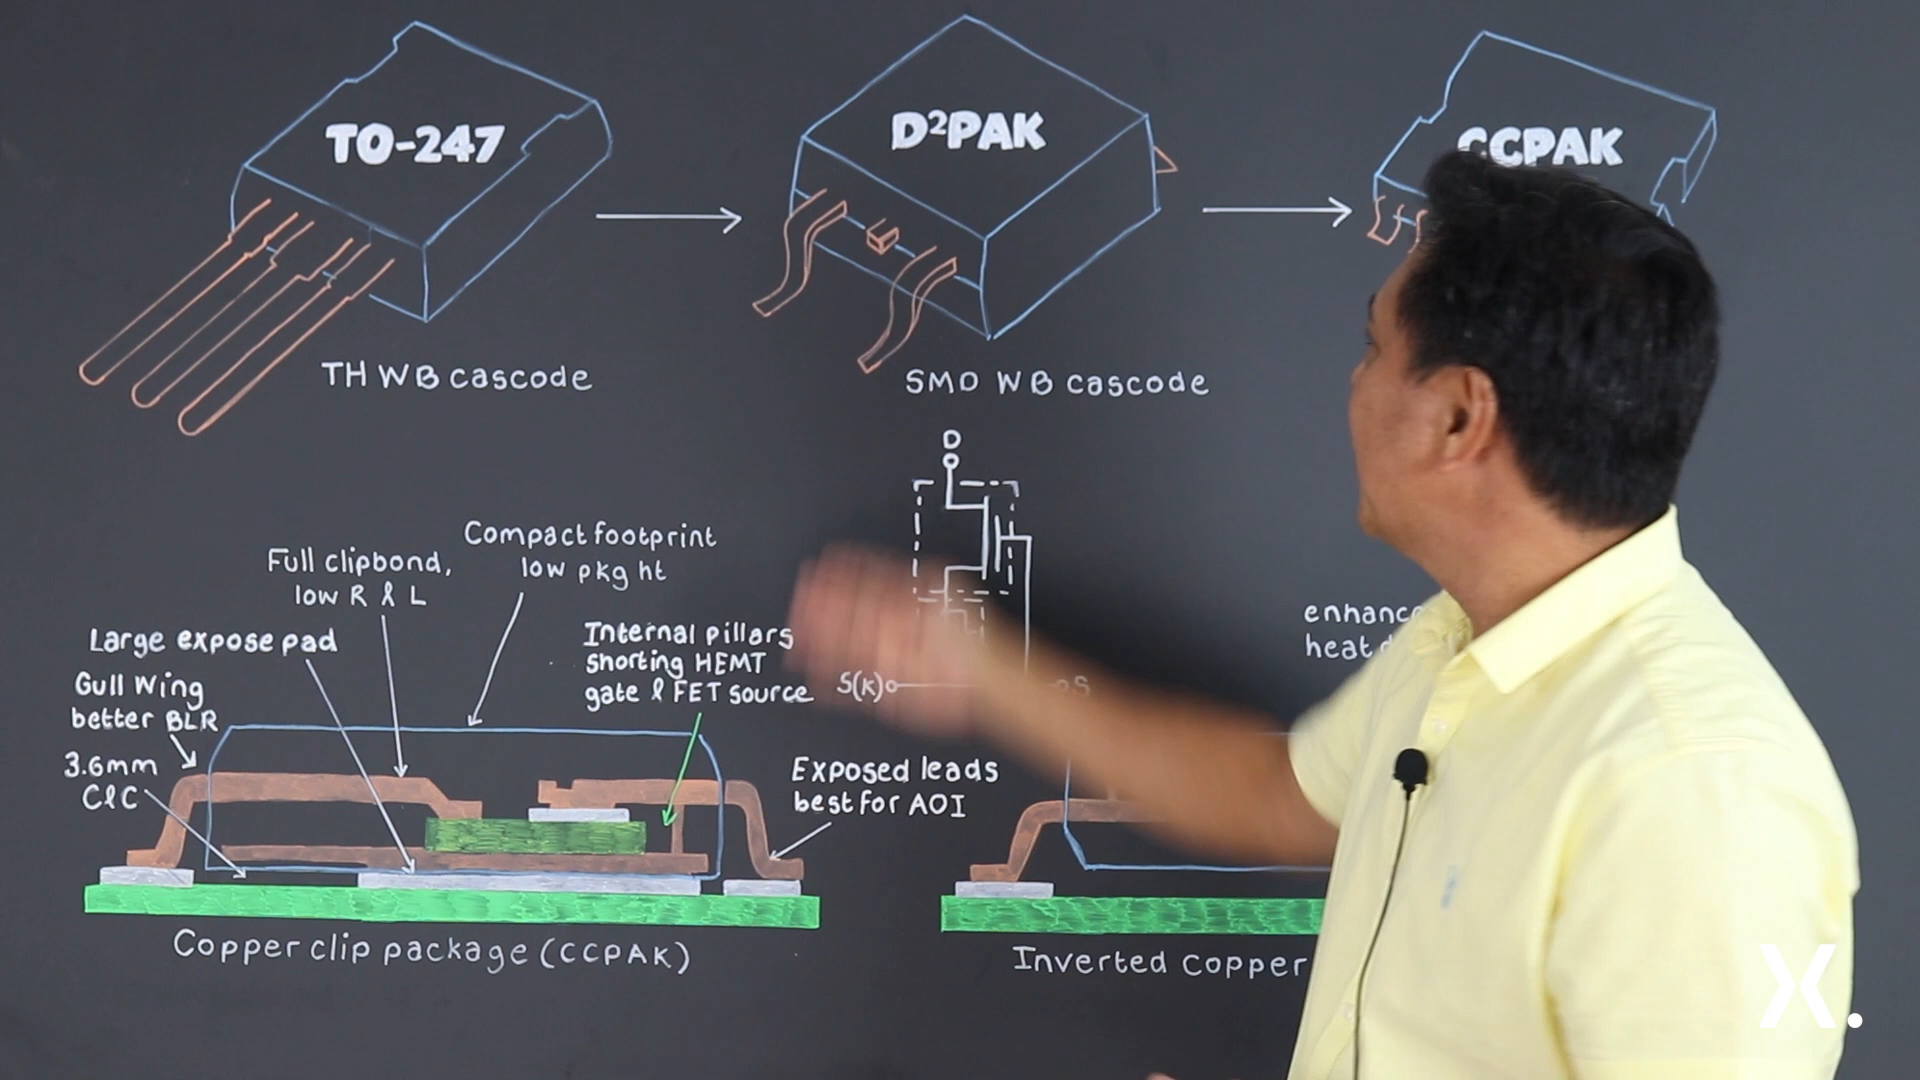 TO-247
D²PAK
CCPAK
TH WB cascode
SMD WB cascode
D
Compact footprint
low pkg ht
Full clipbond,
low R & L
Large expose pad
Internal pillars
shorting HEMT
gate & FET source
S(K)
S
enhanc
heat
Gull wing
better BLR
3.6mm
C&C
Exposed leads
best for AOI
Copper clip package (CCPAK)
Inverted copper
X.